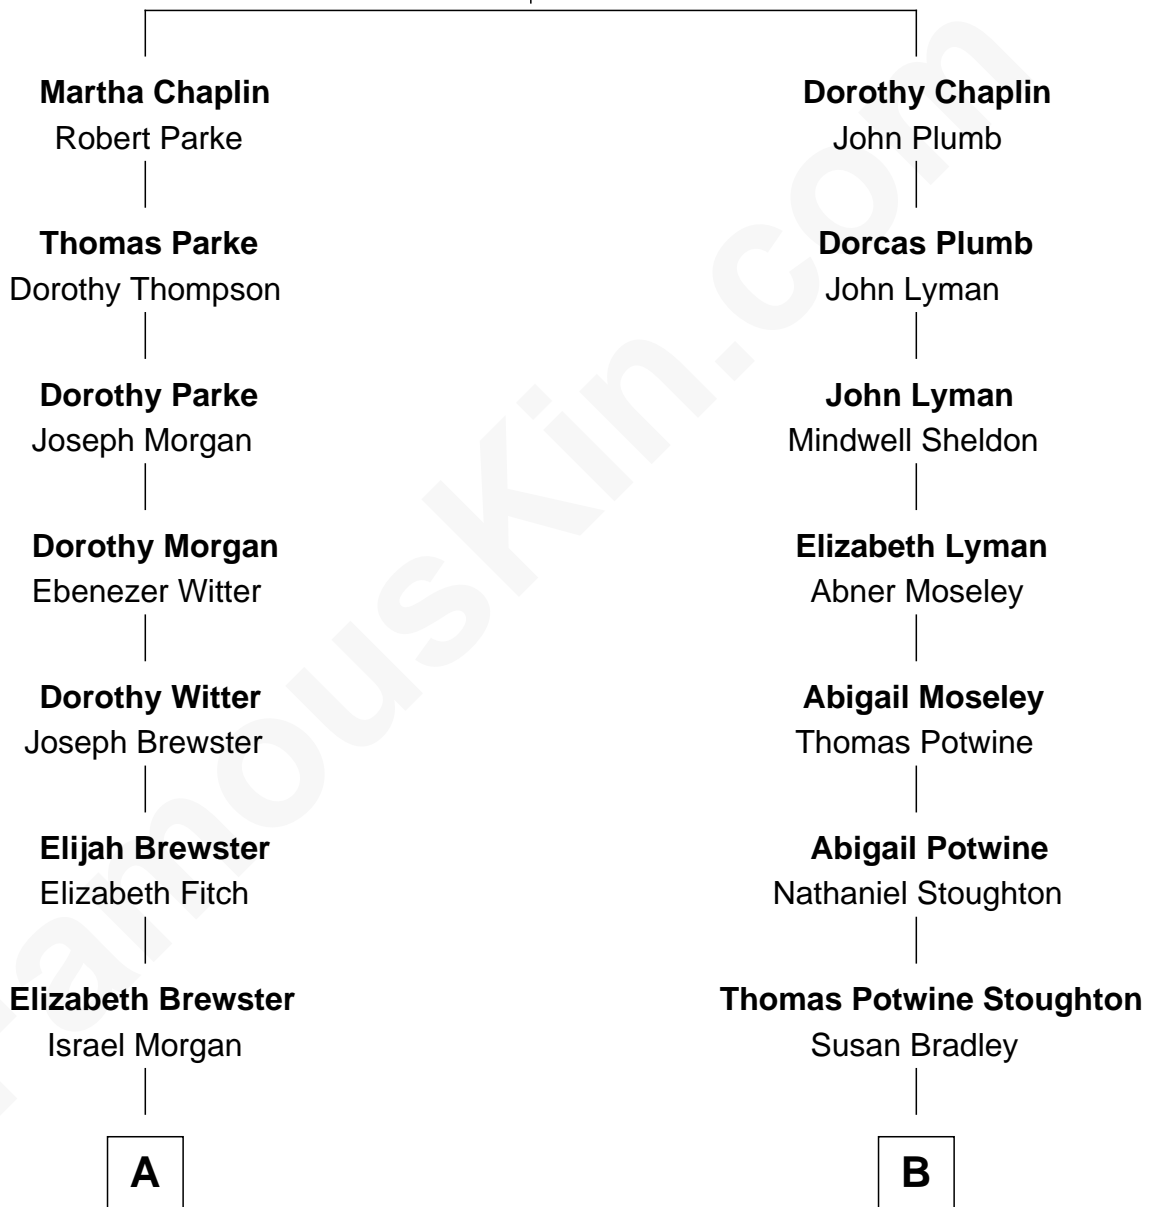 Martha Chaplin
Robert Parke
Thomas Parke
Dorothy Thompson
Dorothy Parke
Joseph Morgan
Dorothy Morgan
Ebenezer Witter
Dorothy Witter
Joseph Brewster
Elijah Brewster
Elizabeth Fitch
Elizabeth Brewster
Israel Morgan
A
Dorothy Chaplin
John Plumb
Dorcas Plumb
John Lyman
John Lyman
Mindwell Sheldon
Elizabeth Lyman
Abner Moseley
Abigail Moseley
Thomas Potwine
Abigail Potwine
Nathaniel Stoughton
Thomas Potwine Stoughton
Susan Bradley
B
FamousKin.com